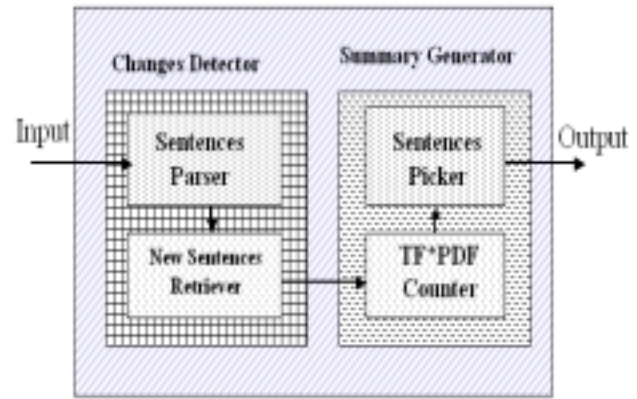 Changes Detector
Summary Generator
Input
Sentences
Parser
New Sentences
Retriever
Sentences
Picker
TF*PDF
Counter
Output